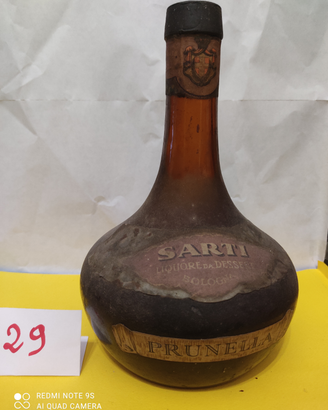 SARTI
LIQUORE DA DESSERT
BOLOGNA
PRUNELLA
29
REDMI NOTE 9S
AI QUAD CAMERA